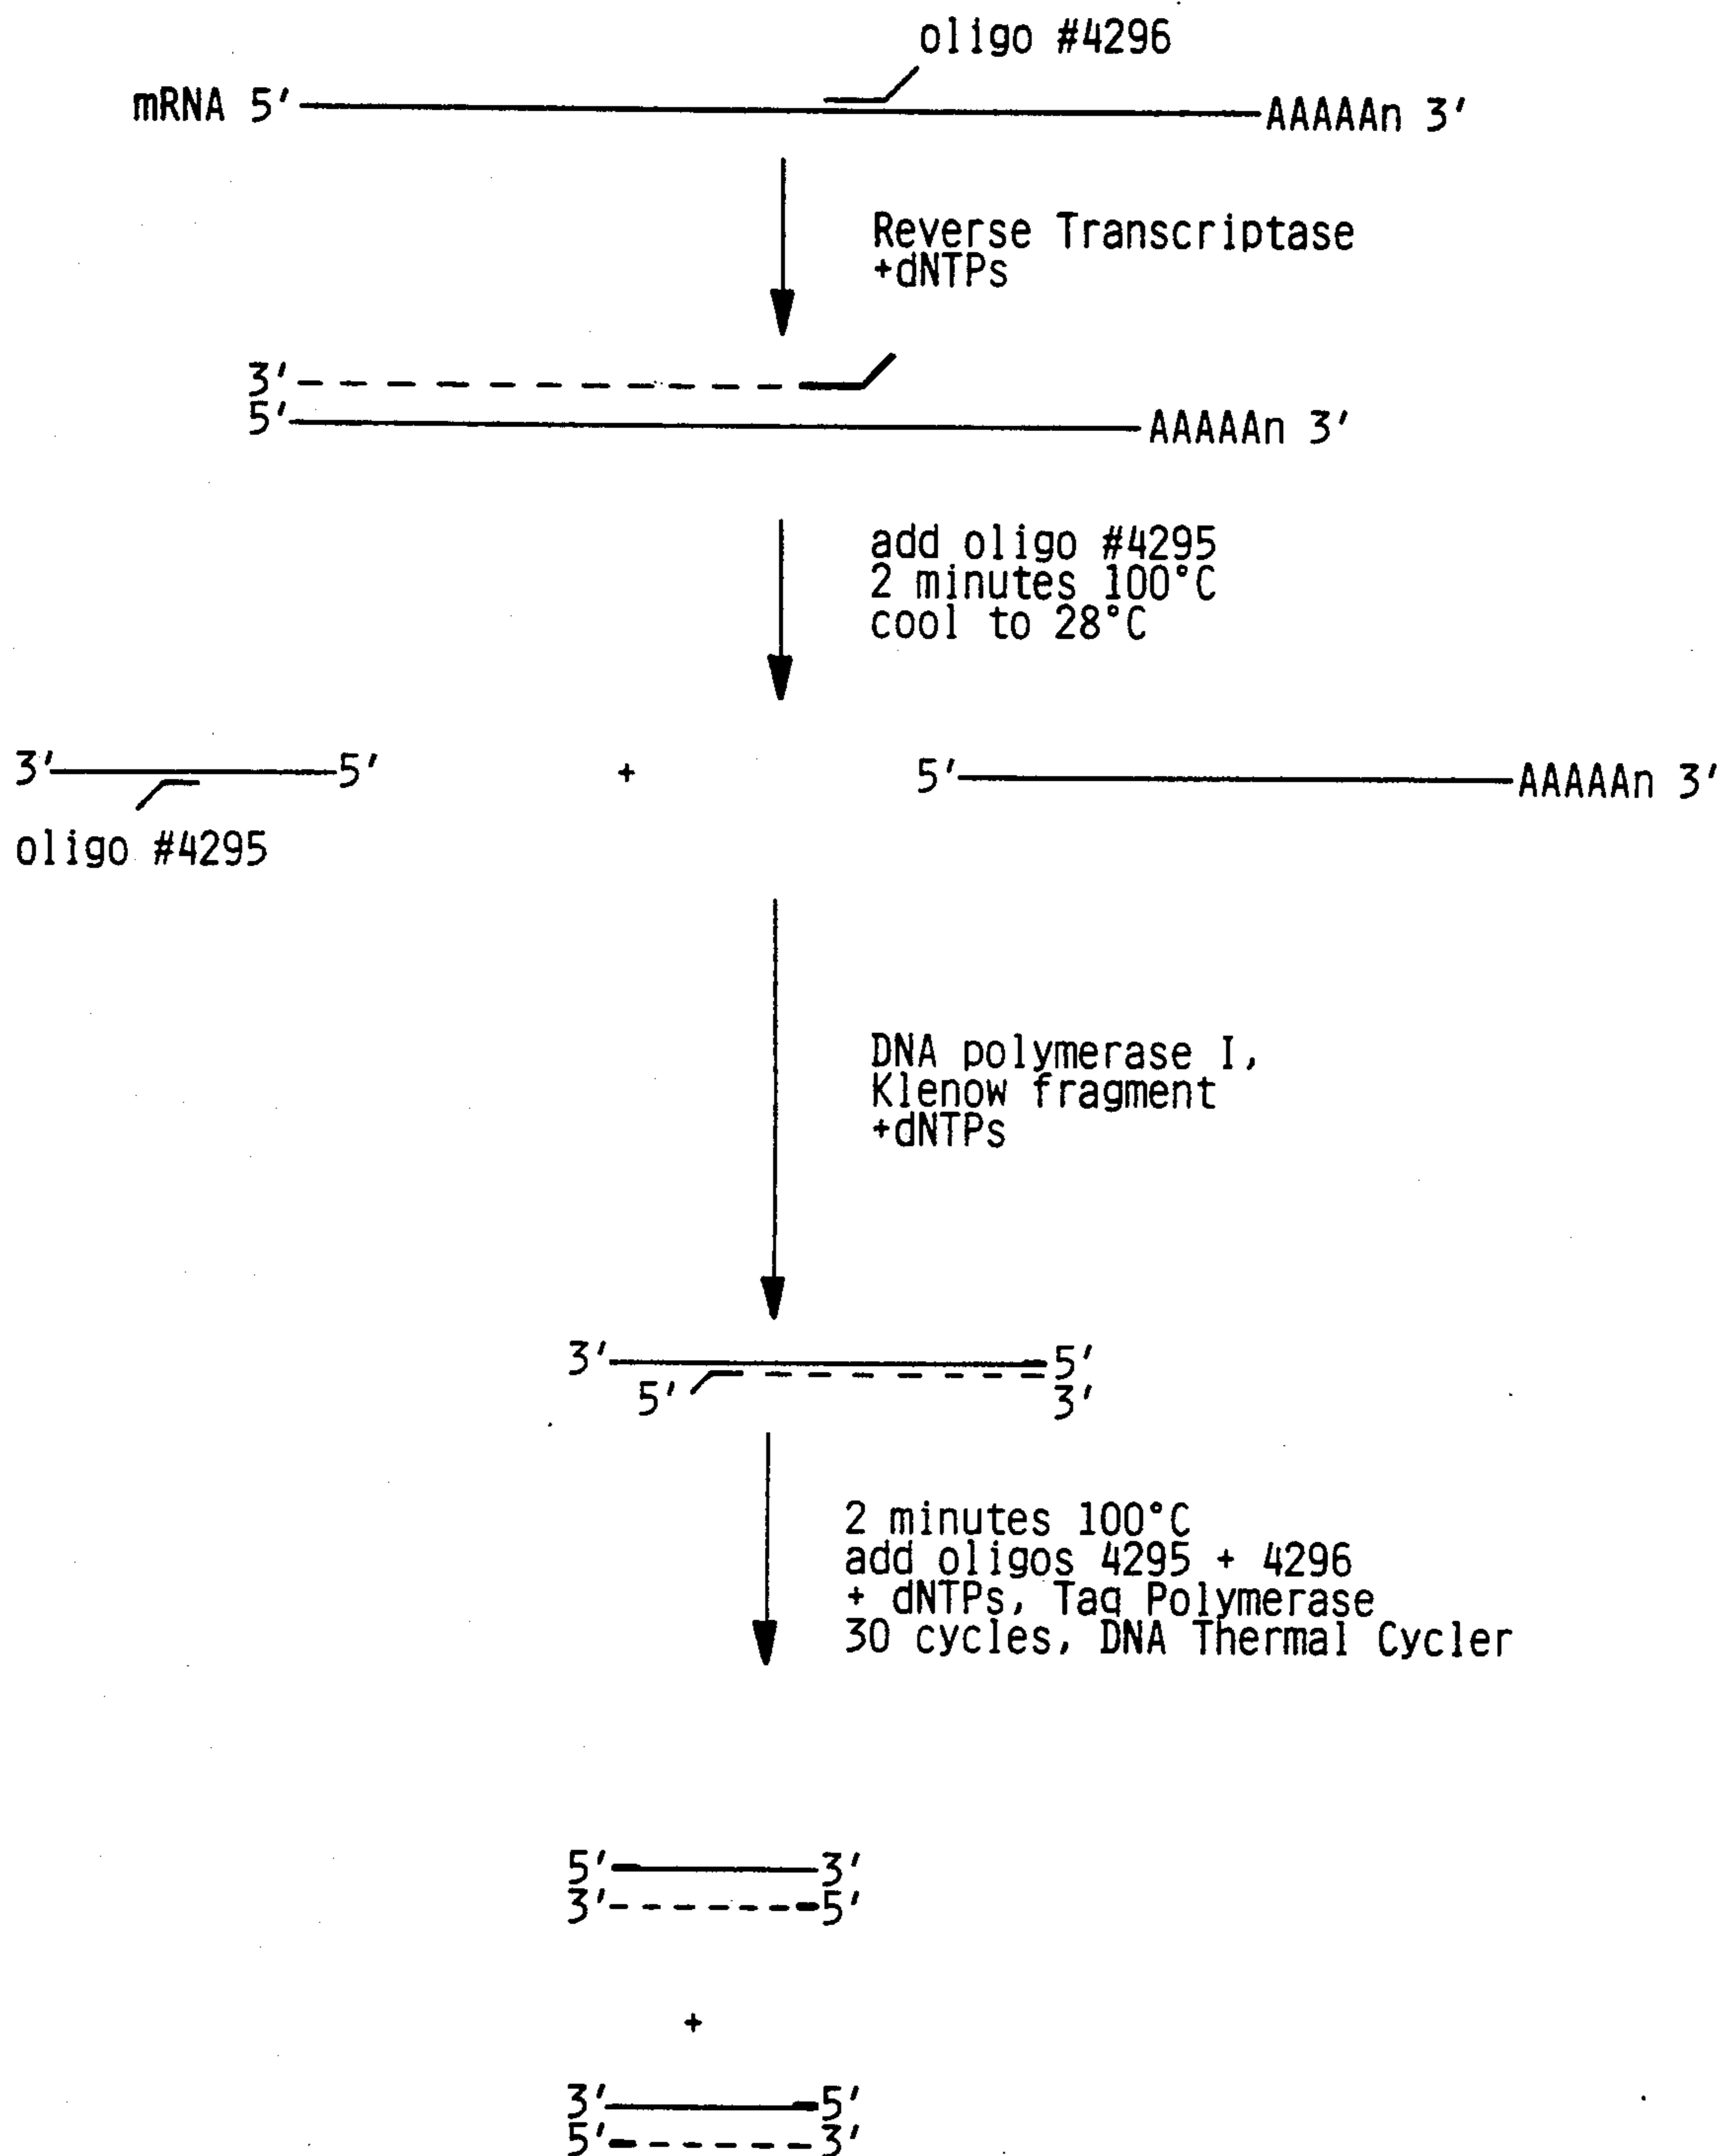 oligo #4296
mRNA 5' AAAAAn 3'
Reverse Transcriptase
+dNTPs
3'
5' AAAAAn 3'
add oligo #4295
2 minutes 100°C
cool to 28°C
3' 5' + 5' AAAAAn 3'
oligo #4295
DNA polymerase I,
Klenow fragment
+dNTPs
3' 5'
5' 3'
2 minutes 100°C
add oligos 4295 + 4296
+ dNTPs, Taq Polymerase
30 cycles, DNA Thermal Cycler
5' 3'
3' 5'
+
3' 5'
5' 3'